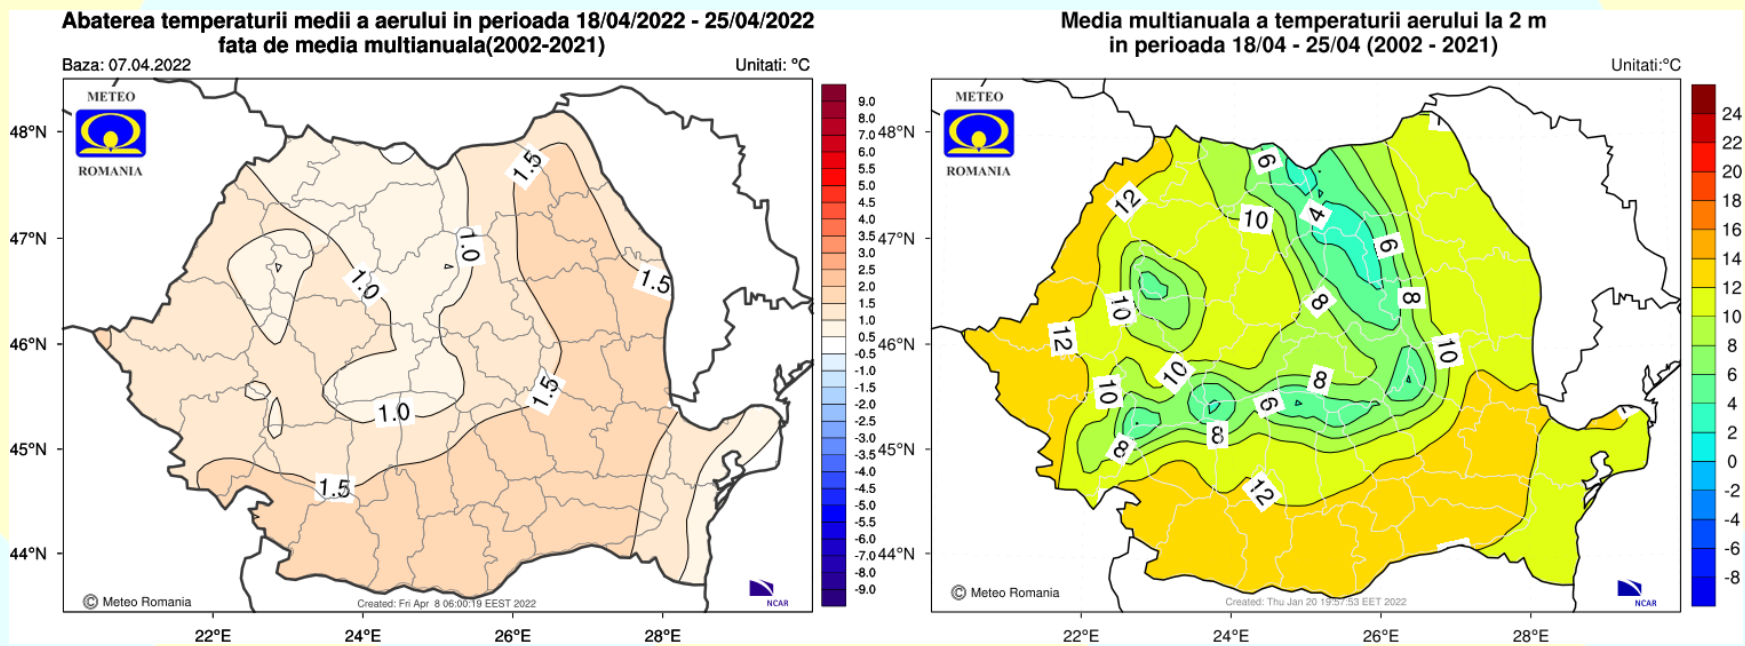 Abaterea temperaturii medii a aerului in perioada 18/04/2022 - 25/04/2022
fata de media multianuala(2002-2021)
Baza: 07.04.2022
Unitati: °C
METEO
ROMANIA
48°N
47°N
46°N
45°N
44°N
1.5
1.0
1.0
1.5
1.5
1.0
1.5
9.0
8.0
7.0
6.0
5.5
5.0
4.5
4.0
3.5
3.0
2.5
2.0
1.5
1.0
0.5
-0.5
-1.0
-1.5
-2.0
-2.5
-3.0
-3.5
-4.0
-4.5
-5.0
-5.5
-6.0
-7.0
-8.0
-9.0
© Meteo Romania
Created: Fri Apr 8 06:00:19 EEST 2022
NCAR
22°E
24°E
26°E
28°E
Media multianuala a temperaturii aerului la 2 m
in perioada 18/04 - 25/04 (2002 - 2021)
Unitati:°C
METEO
ROMANIA
48°N
47°N
46°N
45°N
44°N
6
12
10
4
6
10
8
8
12
10
10
8
10
6
8
8
12
24
22
20
18
16
14
12
10
8
6
4
2
0
-2
-4
-6
-8
© Meteo Romania
Created: Thu Jan 20 19:57:53 EET 2022
NCAR
22°E
24°E
26°E
28°E